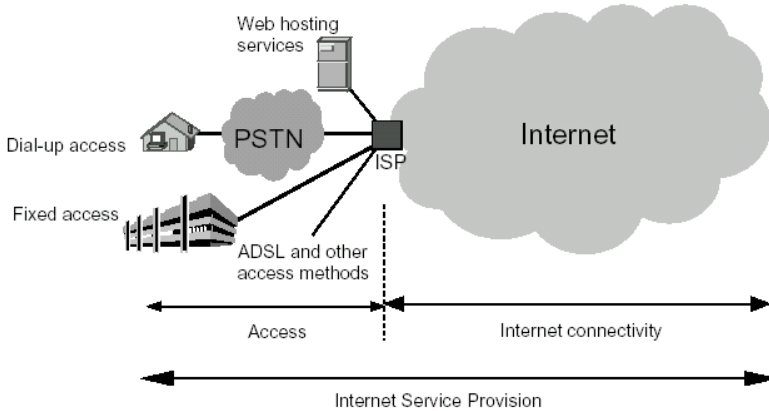 Web hosting
services
Dial-up access
PSTN
ISP
Internet
Fixed access
ADSL and other
access methods
Access
Internet connectivity
Internet Service Provision